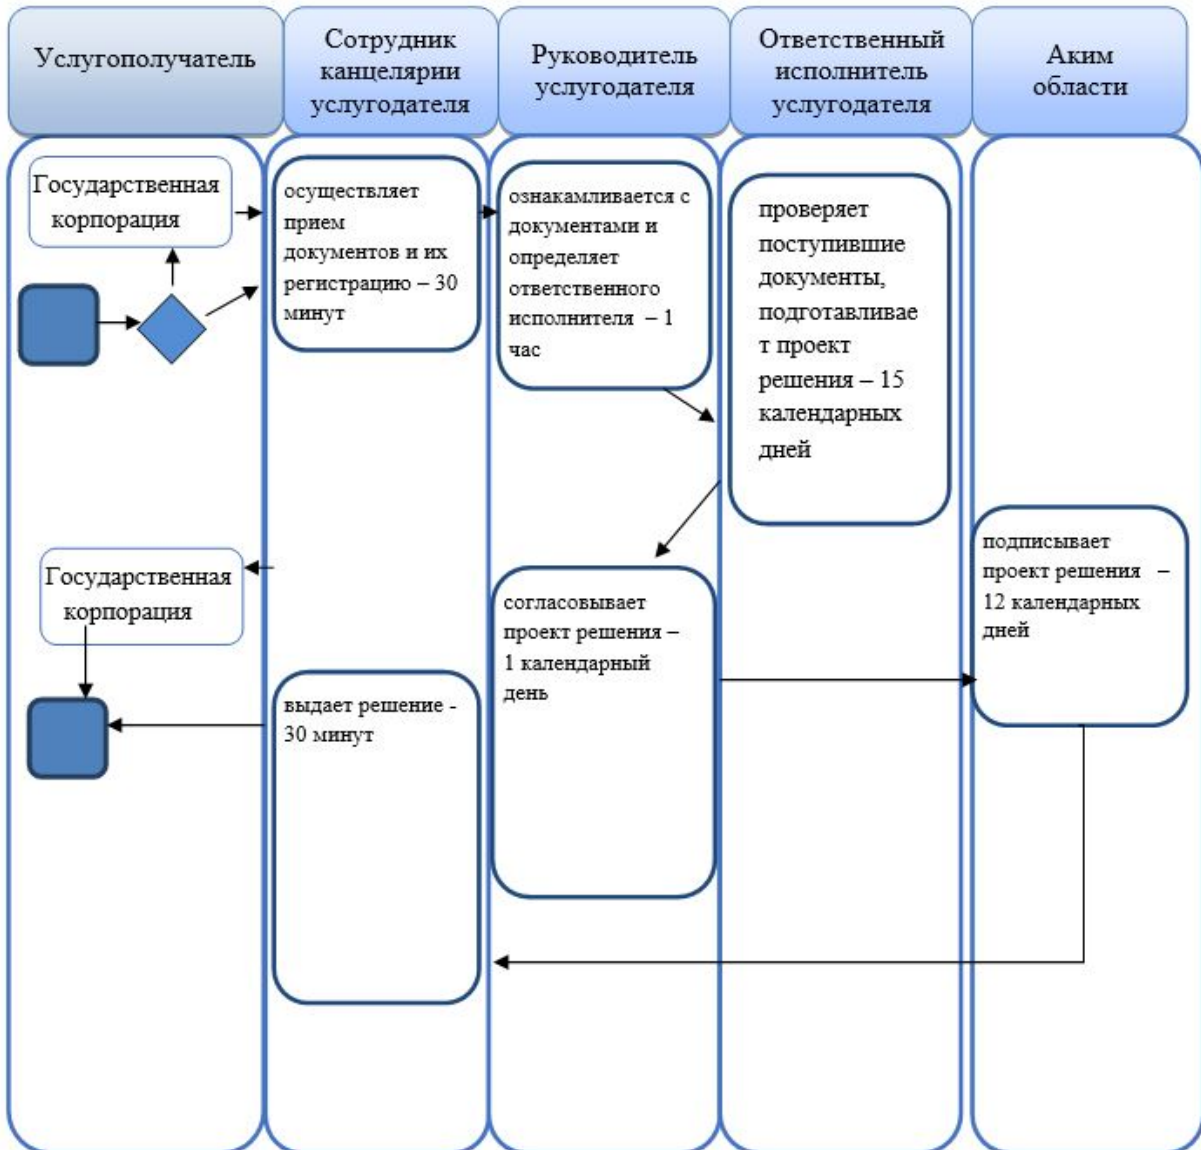 Услугополучатель
Сотрудник
канцелярии
услугодателя
Руководитель
услугодателя
Ответственный
исполнитель
услугодателя
Аким
области
Государственная
корпорация
осуществляет
прием
документов и их
регистрацию – 30
минут
ознакамливается с
документами и
определяет
ответственного
исполнителя – 1
час
проверяет
поступившие
документы,
подготавливае
т проект
решения – 15
календарных
дней
Государственная
корпорация
выдает решение -
30 минут
согласовывает
проект решения –
1 календарный
день
подписывает
проект решения –
12 календарных
дней